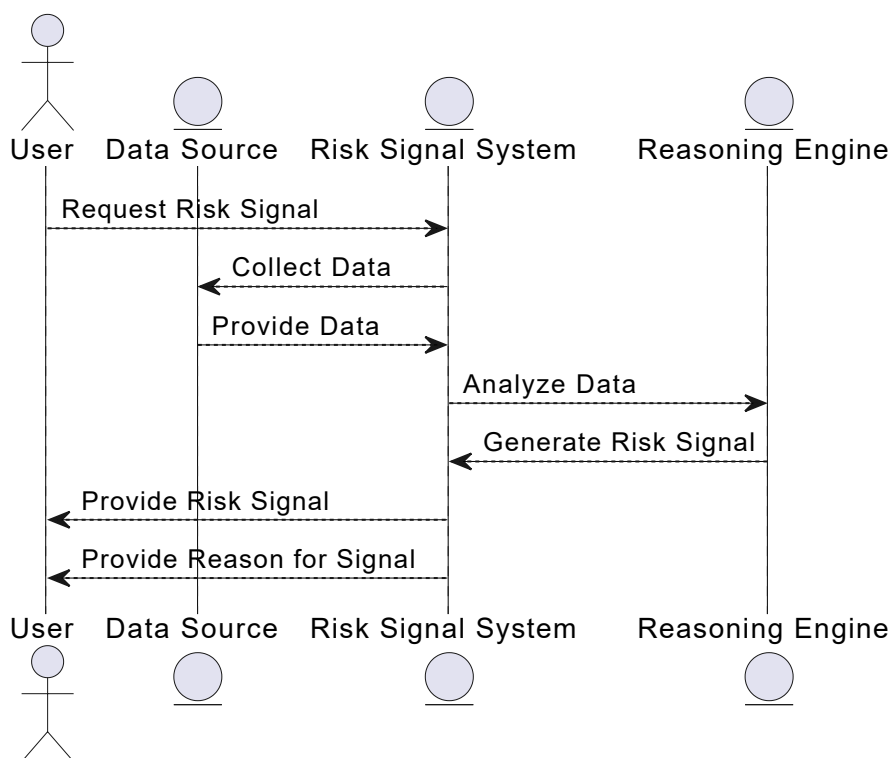 User Data Source Risk Signal System Reasoning Engine
Request Risk Signal
Collect Data
Provide Data
Analyze Data
Generate Risk Signal
Provide Risk Signal
Provide Reason for Signal
User Data Source Risk Signal System Reasoning Engine